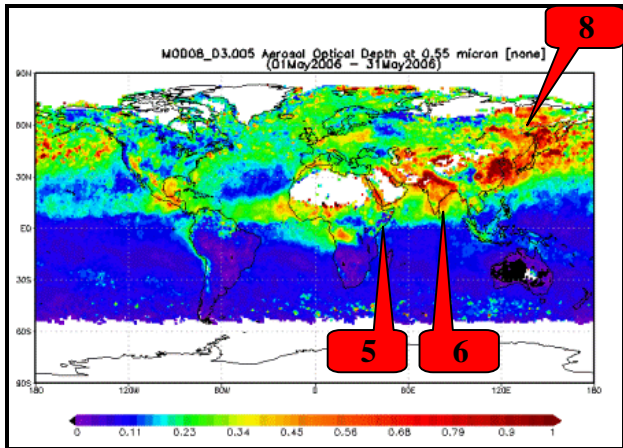 8
MOD08_D3.005 Aerosol Optical Depth at 0.55 micron [none]
(01May2006 - 31May2006)
90N
60N
30N
EQ
30S
60S
90S
180 120W 60W 0 60E 120E 180
5 6
0 0.11 0.23 0.34 0.45 0.56 0.68 0.79 0.9 1